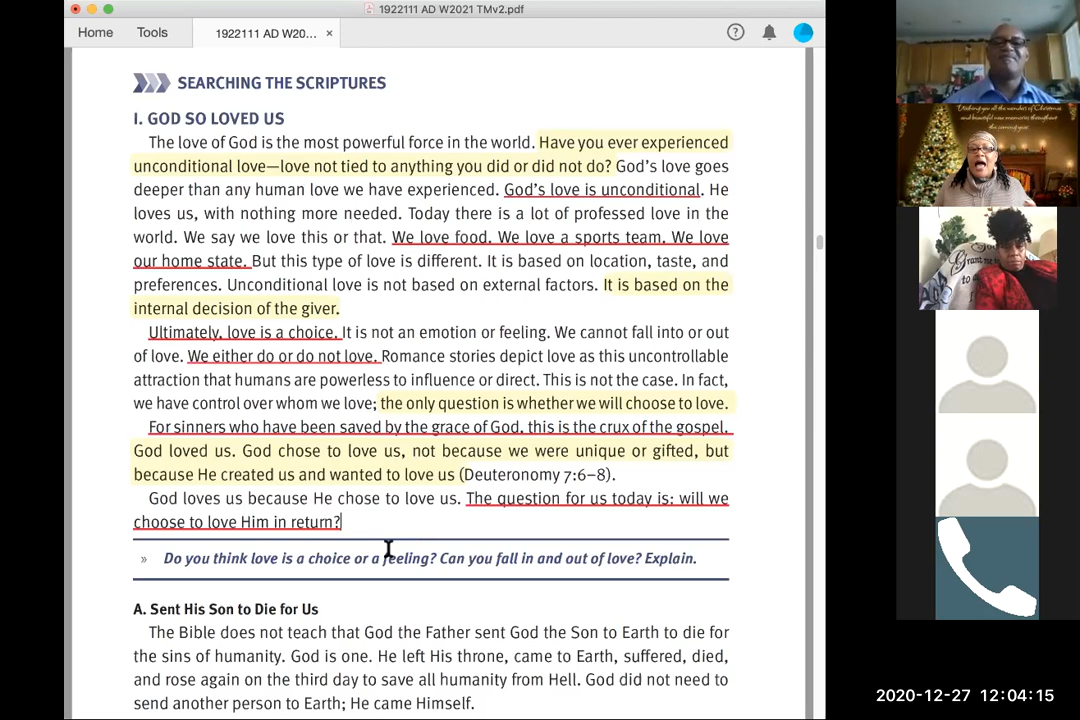 1922111 AD W2021 TMv2.pdf
Home Tools 1922111 AD W20... ×
SEARCHING THE SCRIPTURES
I. GOD SO LOVED US
The love of God is the most powerful force in the world. Have you ever experienced
unconditional love—love not tied to anything you did or did not do? God's love goes
deeper than any human love we have experienced. God's love is unconditional. He
loves us, with nothing more needed. Today there is a lot of professed love in the
world. We say we love this or that. We love food. We love a sports team. We love
our home state. But this type of love is different. It is based on location, taste, and
preferences. Unconditional love is not based on external factors. It is based on the
internal decision of the giver.
Ultimately, love is a choice. It is not an emotion or feeling. We cannot fall into or out
of love. We either do or do not love. Romance stories depict love as this uncontrollable
attraction that humans are powerless to influence or direct. This is not the case. In fact,
we have control over whom we love; the only question is whether we will choose to love.
For sinners who have been saved by the grace of God, this is the crux of the gospel.
God loved us. God chose to love us, not because we were unique or gifted, but
because He created us and wanted to love us (Deuteronomy 7:6–8).
God loves us because He chose to love us. The question for us today is: will we
choose to love Him in return?
» Do you think love is a choice or a feeling? Can you fall in and out of love? Explain.
A. Sent His Son to Die for Us
The Bible does not teach that God the Father sent God the Son to Earth to die for
the sins of humanity. God is one. He left His throne, came to Earth, suffered, died,
and rose again on the third day to save all humanity from Hell. God did not need to
send another person to Earth; He came Himself.
Wishing you all the wonders of Christmas
and beautiful new memories throughout
the coming year.
Grant me
2020-12-27 12:04:15